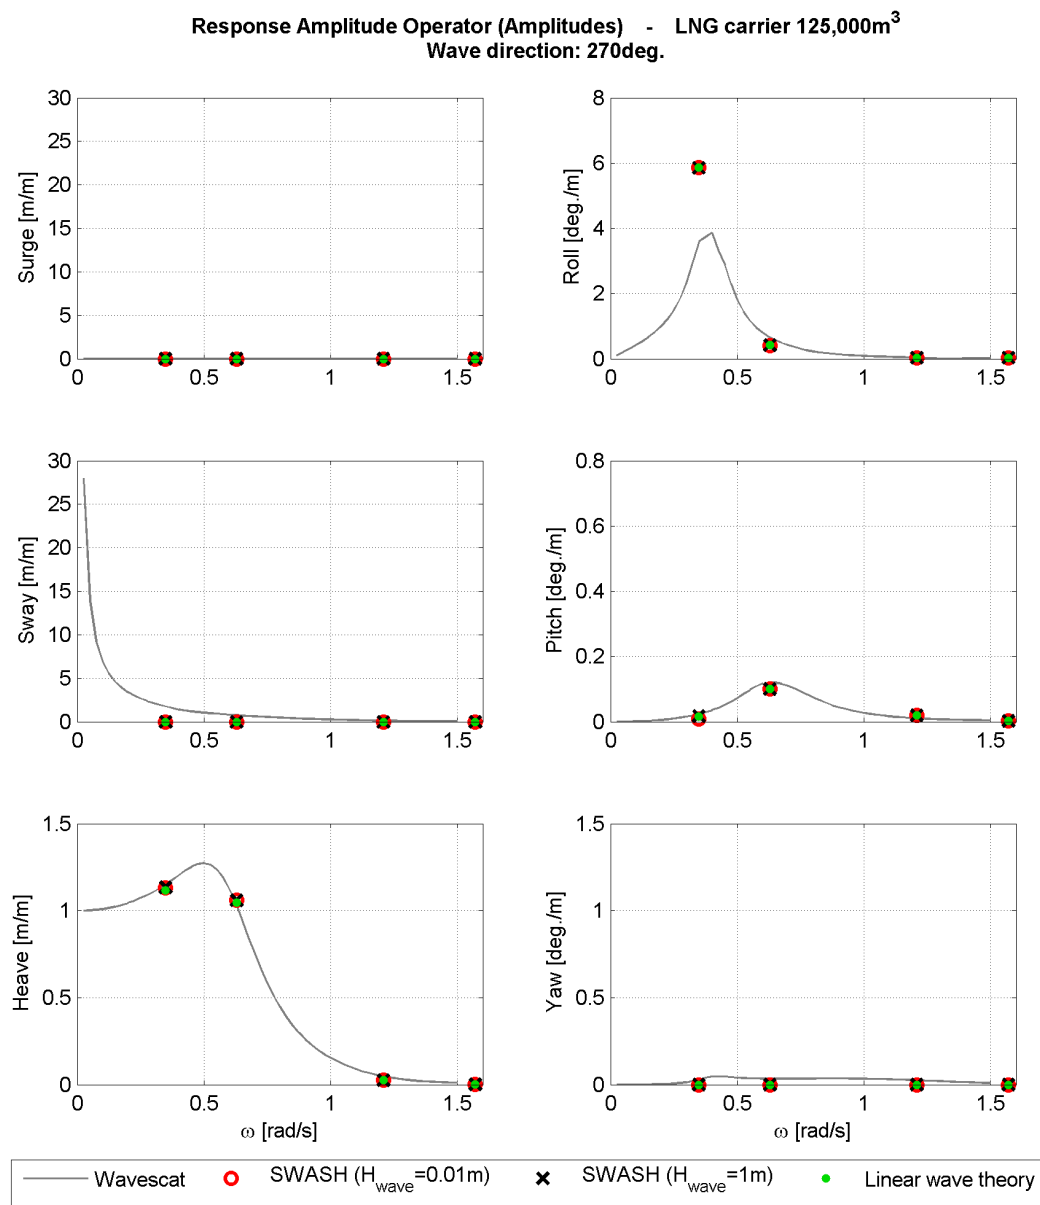 Response Amplitude Operator (Amplitudes) - LNG carrier 125,000m³
Wave direction: 270deg.
Surge [m/m]
30
25
20
15
10
5
0
0 0.5 1 1.5
Roll [deg./m]
8
6
4
2
0
0 0.5 1 1.5
Sway [m/m]
30
25
20
15
10
5
0
0 0.5 1 1.5
Pitch [deg./m]
0.8
0.6
0.4
0.2
0
0 0.5 1 1.5
Heave [m/m]
1.5
1
0.5
0
0 0.5 1 1.5
ω [rad/s]
Yaw [deg./m]
1.5
1
0.5
0
0 0.5 1 1.5
ω [rad/s]
Wavescat SWASH (H_wave=0.01m) SWASH (H_wave=1m) Linear wave theory